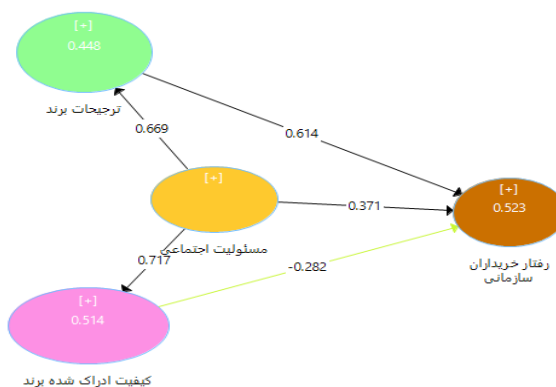 [+]
0.448
ترجیحات برند
0.669
0.614
[+]
مسئولیت اجتماعی
0.371
[+]
0.523
رفتار خریداران
سازمانی
0.717
-0.282
[+]
0.514
کیفیت ادراک شده برند